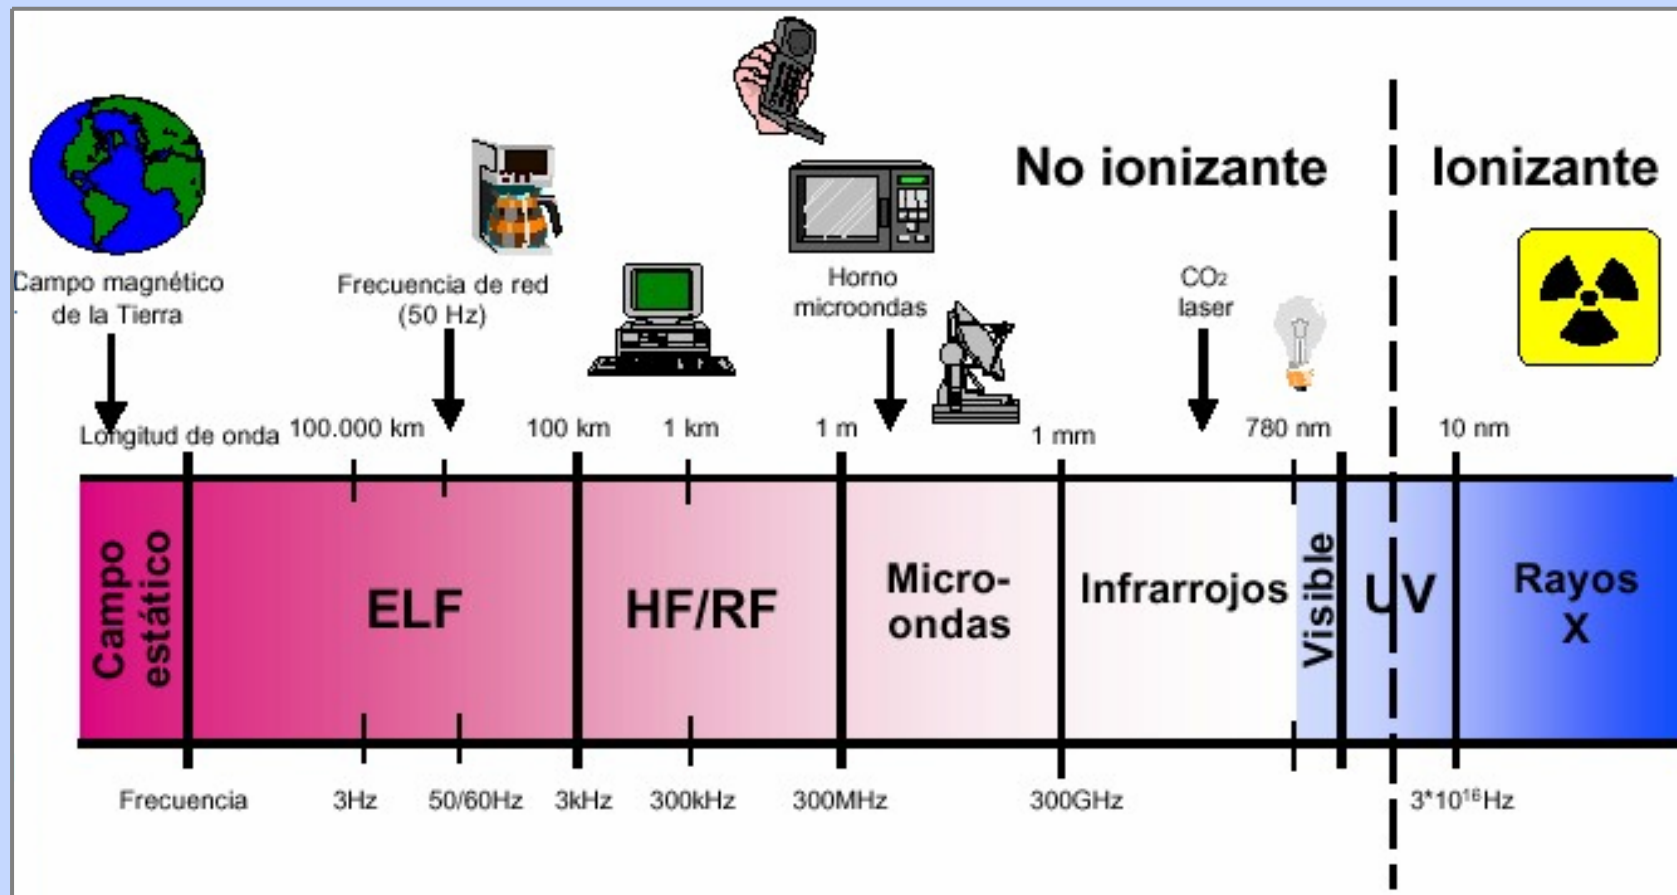 No ionizante
Ionizante
Campo magnético
de la Tierra
Frecuencia de red
(50 Hz)
Horno
microondas
CO₂
laser
Longitud de onda
100.000 km
100 km
1 km
1 m
1 mm
780 nm
10 nm
Campo
estático
ELF
HF/RF
Micro-
ondas
Infrarrojos
Visible
UV
Rayos
X
Frecuencia
3Hz
50/60Hz
3kHz
300kHz
300MHz
300GHz
3*10¹⁶Hz